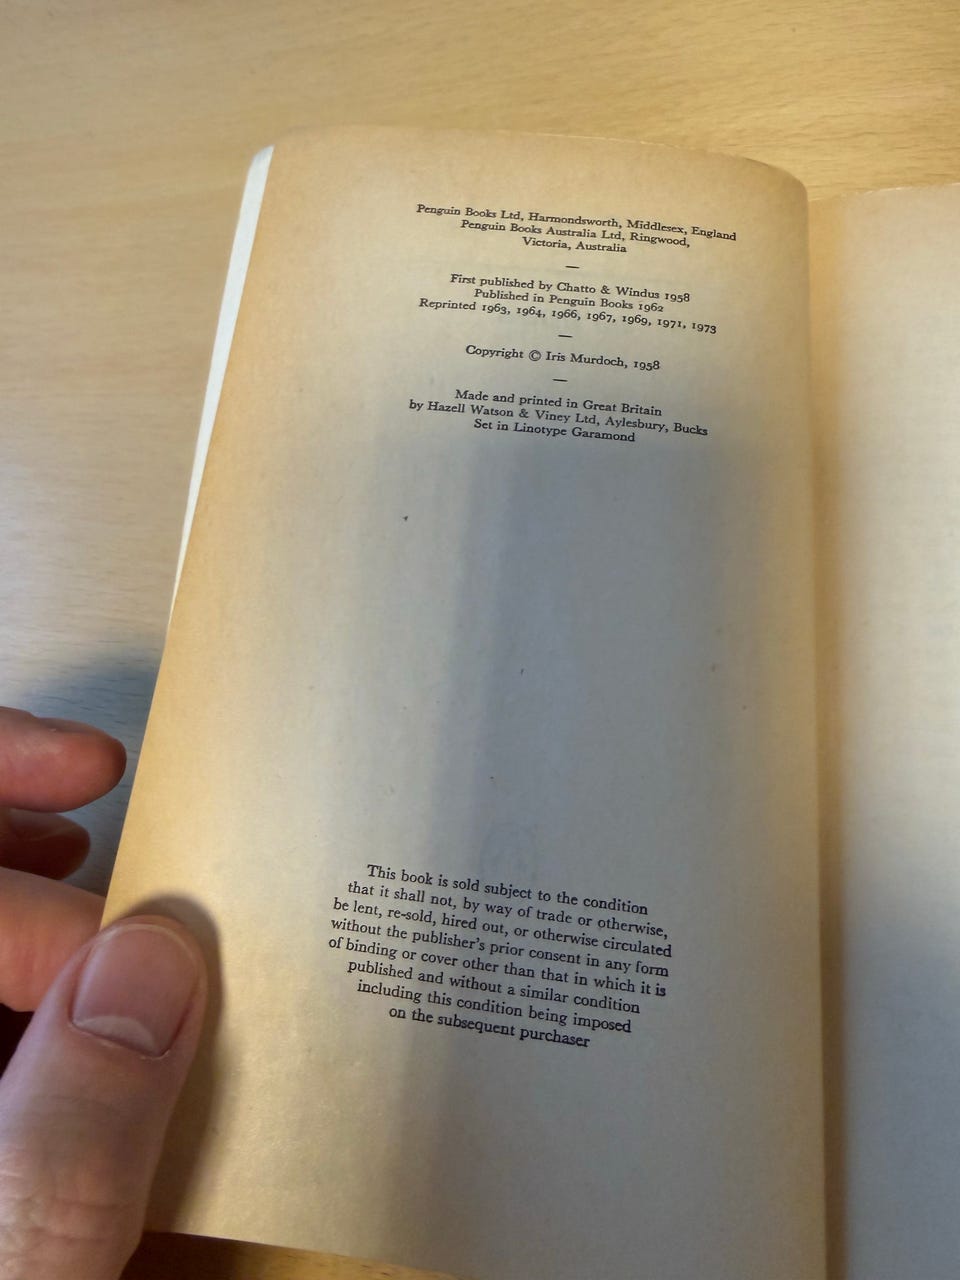 Penguin Books Ltd, Harmondsworth, Middlesex, England
Penguin Books Australia Ltd, Ringwood,
Victoria, Australia
—
First published by Chatto & Windus 1958
Published in Penguin Books 1962
Reprinted 1963, 1964, 1966, 1967, 1969, 1971, 1973
—
Copyright © Iris Murdoch, 1958
—
Made and printed in Great Britain
by Hazell Watson & Viney Ltd, Aylesbury, Bucks
Set in Linotype Garamond
This book is sold subject to the condition
that it shall not, by way of trade or otherwise,
be lent, re-sold, hired out, or otherwise circulated
without the publisher's prior consent in any form
of binding or cover other than that in which it is
published and without a similar condition
including this condition being imposed
on the subsequent purchaser